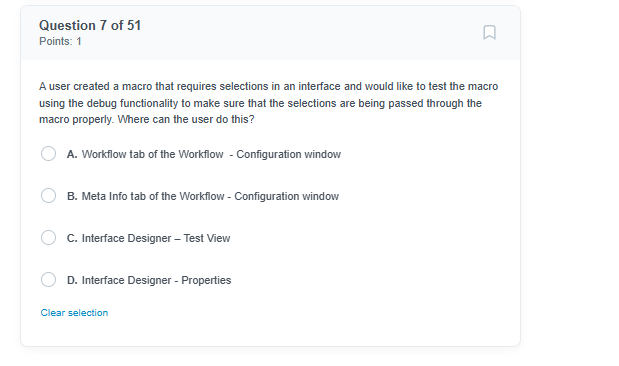 Question 7 of 51
Points: 1
A user created a macro that requires selections in an interface and would like to test the macro
using the debug functionality to make sure that the selections are being passed through the
macro properly. Where can the user do this?
A. Workflow tab of the Workflow - Configuration window
B. Meta Info tab of the Workflow - Configuration window
C. Interface Designer – Test View
D. Interface Designer - Properties
Clear selection